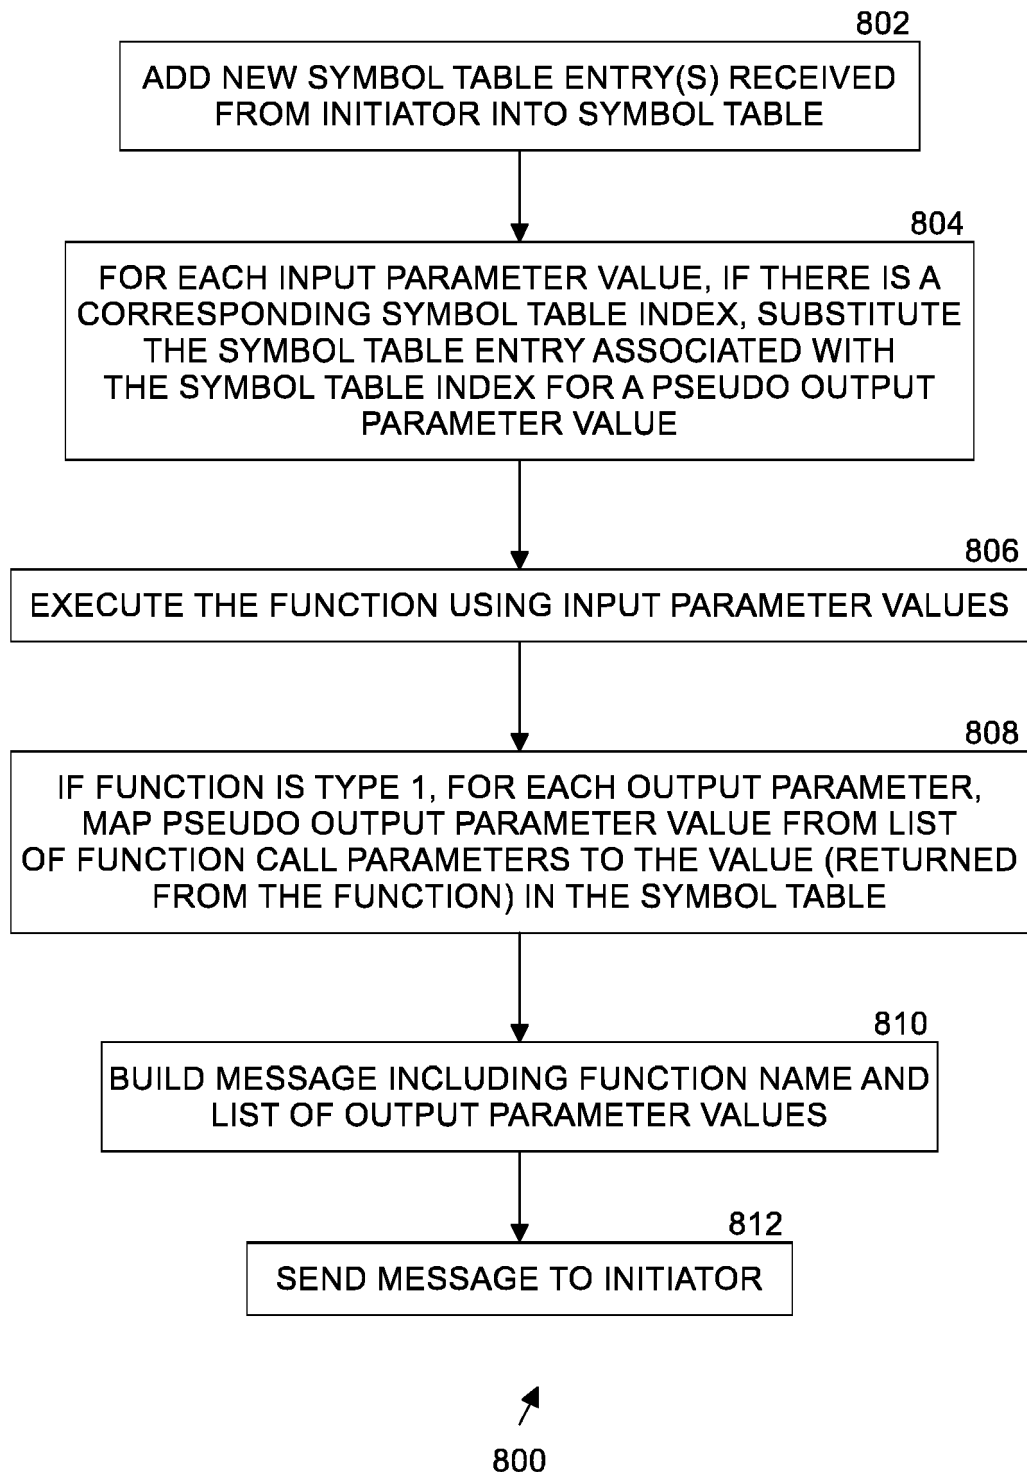 802
ADD NEW SYMBOL TABLE ENTRY(S) RECEIVED
FROM INITIATOR INTO SYMBOL TABLE
804
FOR EACH INPUT PARAMETER VALUE, IF THERE IS A
CORRESPONDING SYMBOL TABLE INDEX, SUBSTITUTE
THE SYMBOL TABLE ENTRY ASSOCIATED WITH
THE SYMBOL TABLE INDEX FOR A PSEUDO OUTPUT
PARAMETER VALUE
806
EXECUTE THE FUNCTION USING INPUT PARAMETER VALUES
808
IF FUNCTION IS TYPE 1, FOR EACH OUTPUT PARAMETER,
MAP PSEUDO OUTPUT PARAMETER VALUE FROM LIST
OF FUNCTION CALL PARAMETERS TO THE VALUE (RETURNED
FROM THE FUNCTION) IN THE SYMBOL TABLE
810
BUILD MESSAGE INCLUDING FUNCTION NAME AND
LIST OF OUTPUT PARAMETER VALUES
812
SEND MESSAGE TO INITIATOR
800